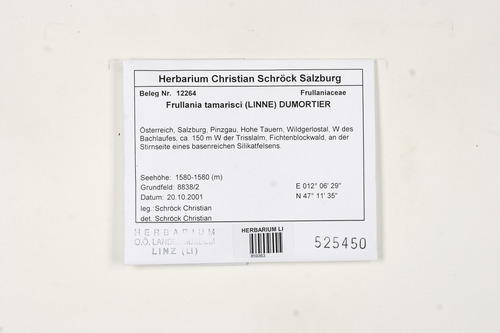 Herbarium Christian Schröck Salzburg
Beleg Nr. 12264 Frullaniaceae
Frullania tamarisci (LINNE) DUMORTIER
Österreich, Salzburg, Pinzgau, Hohe Tauern, Wildgerlostal, W des
Bachlaufes, ca. 150 m W der Trisslalm, Fichtenblockwald, an der
Stirnseite eines basenreichen Silikatfelsens.
Seehöhe: 1580-1580 (m)
Grundfeld: 8838/2 E 012° 06' 29"
Datum: 20.10.2001 N 47° 11' 35"
leg.:Schröck Christian
det.:Schröck Christian
HERBARIUM
O.Ö. LANDESMUSEUM
LINZ (LI)
HERBARIUM LI
525450